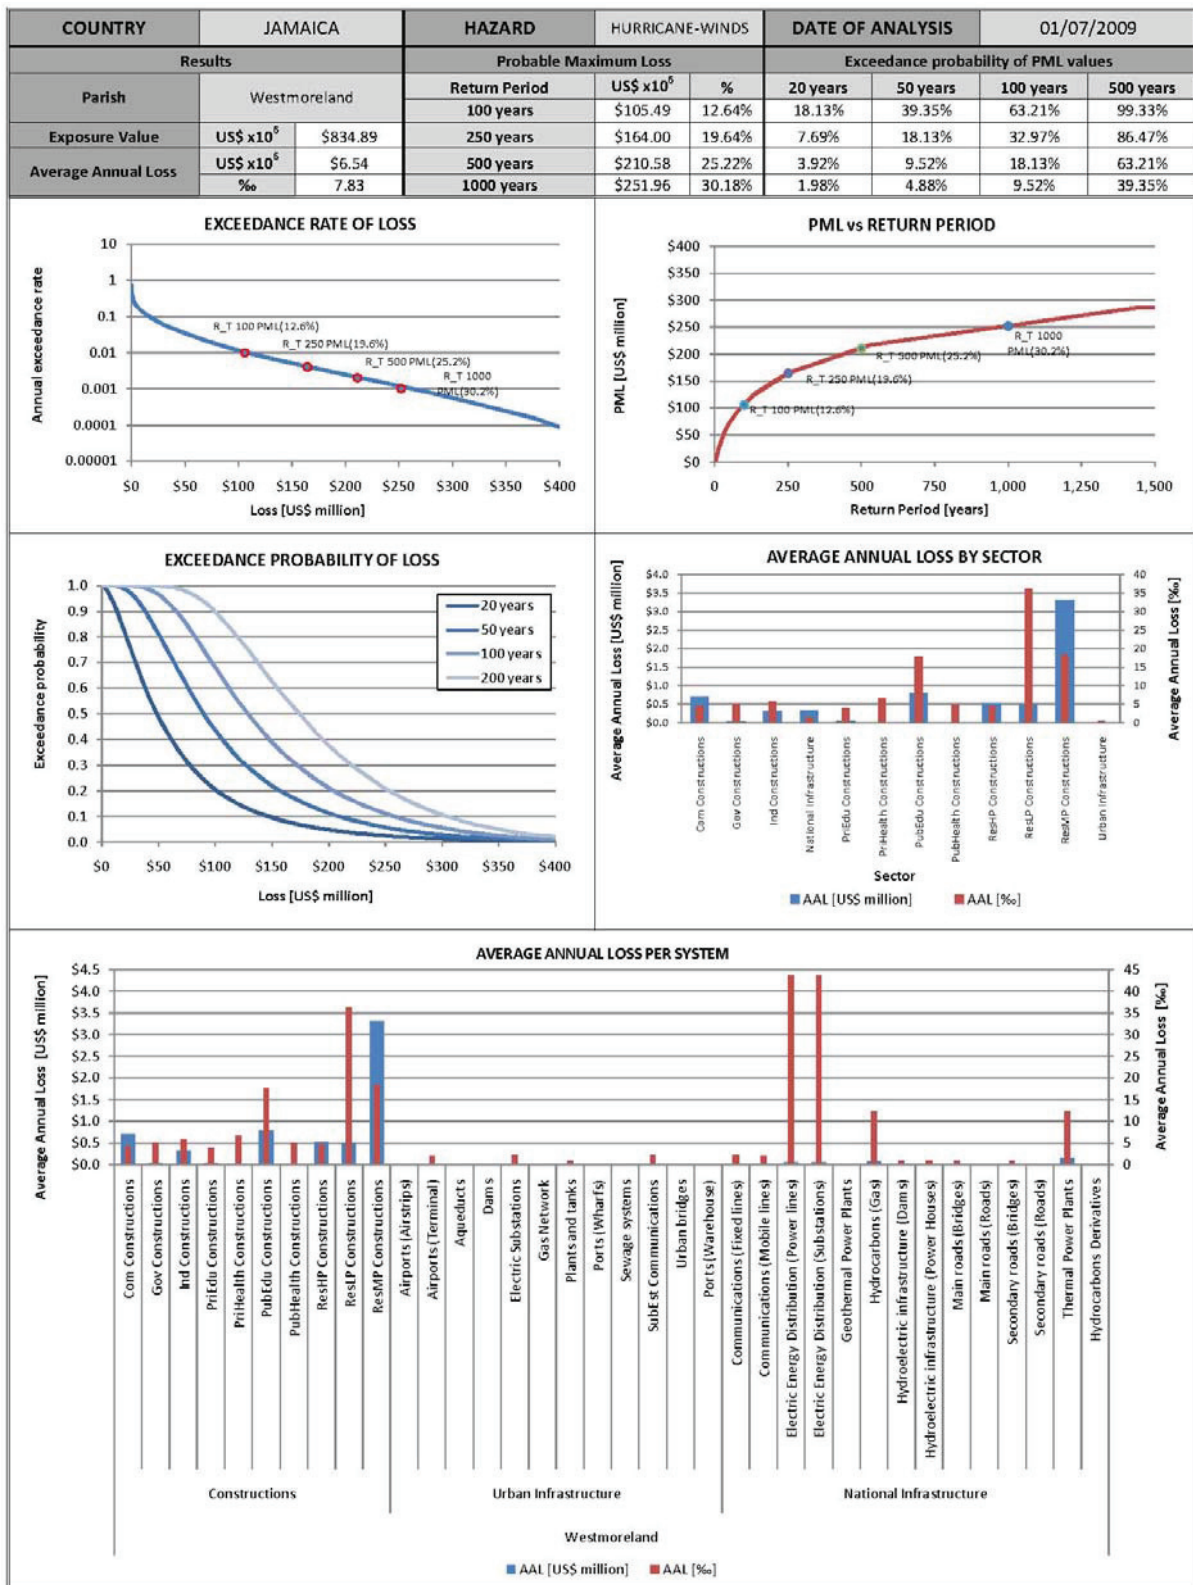 COUNTRY JAMAICA HAZARD HURRICANE-WINDS DATE OF ANALYSIS 01/07/2009
Results Probable Maximum Loss Exceedance probability of PML values
Parish Westmoreland Return Period US$ x10⁶ % 20 years 50 years 100 years 500 years
100 years $105.49 12.64% 18.13% 39.35% 63.21% 99.33%
Exposure Value US$ x10⁶ $834.89 250 years $164.00 19.64% 7.69% 18.13% 32.97% 86.47%
Average Annual Loss US$ x10⁶ $6.54 500 years $210.58 25.22% 3.92% 9.52% 18.13% 63.21%
‰ 7.83 1000 years $251.96 30.18% 1.98% 4.88% 9.52% 39.35%
EXCEEDANCE RATE OF LOSS
Annual exceedance rate
10
1
0.1
0.01
0.001
0.0001
0.00001
R_T 100 PML(12.6%)
R_T 250 PML(19.6%)
R_T 500 PML(25.2%)
R_T 1000
PML(30.2%)
$0 $50 $100 $150 $200 $250 $300 $350 $400
Loss [US$ million]
PML vs RETURN PERIOD
PML [US$ million]
$400
$350
$300
$250
$200
$150
$100
$50
$0
R_T 1000
PML(30.2%)
R_T 500 PML(25.2%)
R_T 250 PML(19.6%)
R_T 100 PML(12.6%)
0 250 500 750 1,000 1,250 1,500
Return Period [years]
EXCEEDANCE PROBABILITY OF LOSS
Exceedance probability
1.0
0.9
0.8
0.7
0.6
0.5
0.4
0.3
0.2
0.1
0.0
20 years
50 years
100 years
200 years
$0 $50 $100 $150 $200 $250 $300 $350 $400
Loss [US$ million]
AVERAGE ANNUAL LOSS BY SECTOR
Average Annual Loss [US$ million]
$4.0
$3.5
$3.0
$2.5
$2.0
$1.5
$1.0
$0.5
$0.0
40
35
30
25
20
15
10
5
0
Average Annual Loss [‰]
Com Constructions
Gov Constructions
Ind Constructions
National Infrastructure
PriEdu Constructions
PriHealth Constructions
PubEdu Constructions
PubHealth Constructions
ResHP Constructions
ResLP Constructions
ResMP Constructions
Urban Infrastructure
Sector
AAL [US$ million] AAL [‰]
AVERAGE ANNUAL LOSS PER SYSTEM
Average Annual Loss [US$ million]
$4.5
$4.0
$3.5
$3.0
$2.5
$2.0
$1.5
$1.0
$0.5
$0.0
45
40
35
30
25
20
15
10
5
0
Average Annual Loss [‰]
Com Constructions
Gov Constructions
Ind Constructions
PriEdu Constructions
PriHealth Constructions
PubEdu Constructions
PubHealth Constructions
ResHP Constructions
ResLP Constructions
ResMP Constructions
Airports (Airstrips)
Airports (Terminal)
Aqueducts
Dams
Electric Substations
Gas Network
Plants and tanks
Ports (Wharfs)
Sewage systems
SubEst Communications
Urban bridges
Ports (Warehouse)
Communications (Fixed lines)
Communications (Mobile lines)
Electric Energy Distribution (Power lines)
Electric Energy Distribution (Substations)
Geothermal Power Plants
Hydrocarbons (Gas)
Hydroelectric infrastructure (Dams)
Hydroelectric infrastructure (Power Houses)
Main roads (Bridges)
Main roads (Roads)
Secondary roads (Bridges)
Secondary roads (Roads)
Thermal Power Plants
Hydrocarbons Derivatives
Constructions Urban Infrastructure National Infrastructure
Westmoreland
AAL [US$ million] AAL [‰]